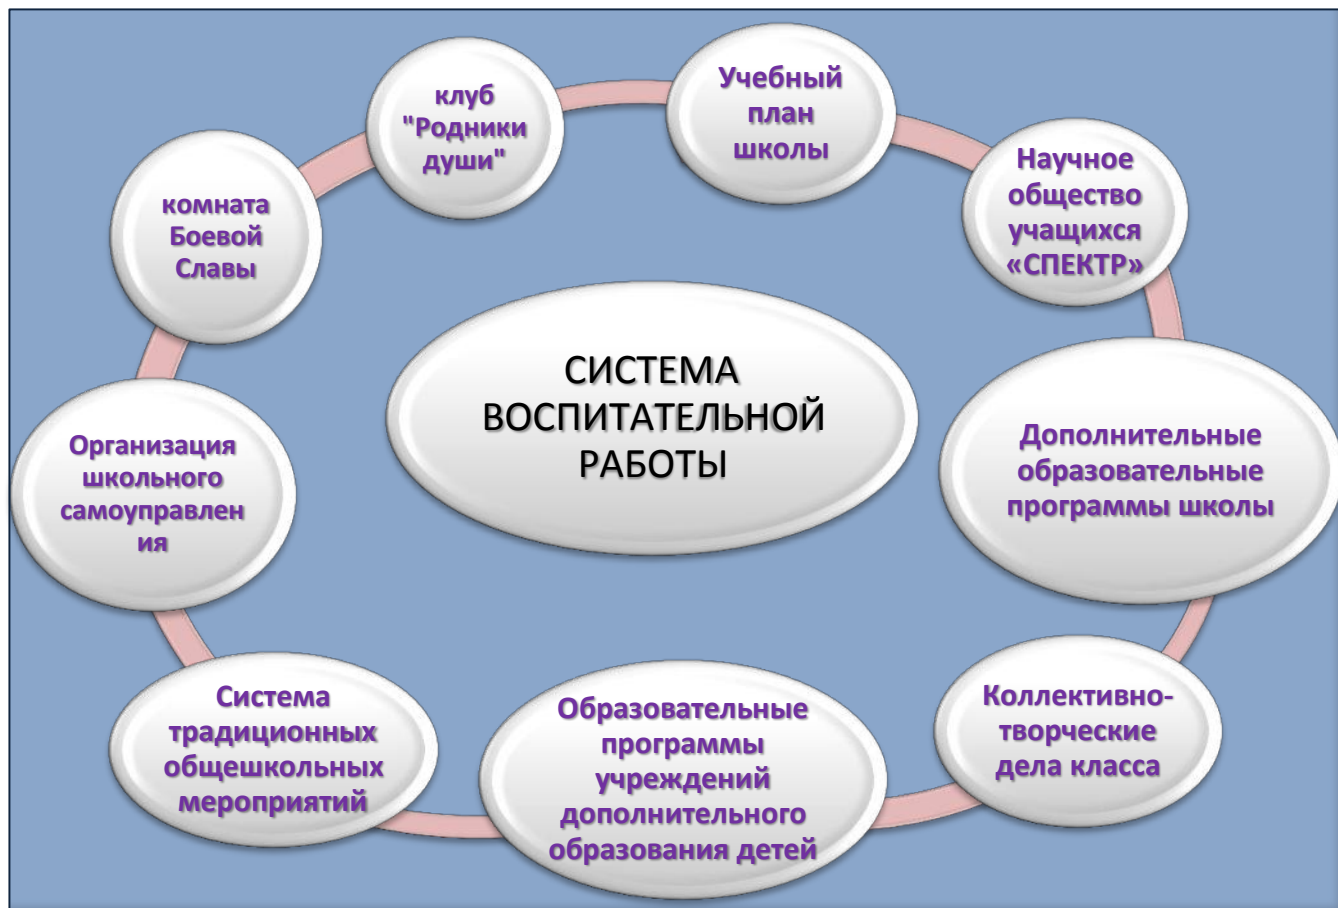 Учебный
план
школы
Научное
общество
учащихся
«СПЕКТР»
Дополнительные
образовательные
программы школы
Коллективно-
творческие
дела класса
Образовательные
программы
учреждений
дополнительного
образования детей
Система
традиционных
общешкольных
мероприятий
Организация
школьного
самоуправлен
ия
комната
Боевой
Славы
клуб
"Родники
души"
СИСТЕМА
ВОСПИТАТЕЛЬНОЙ
РАБОТЫ